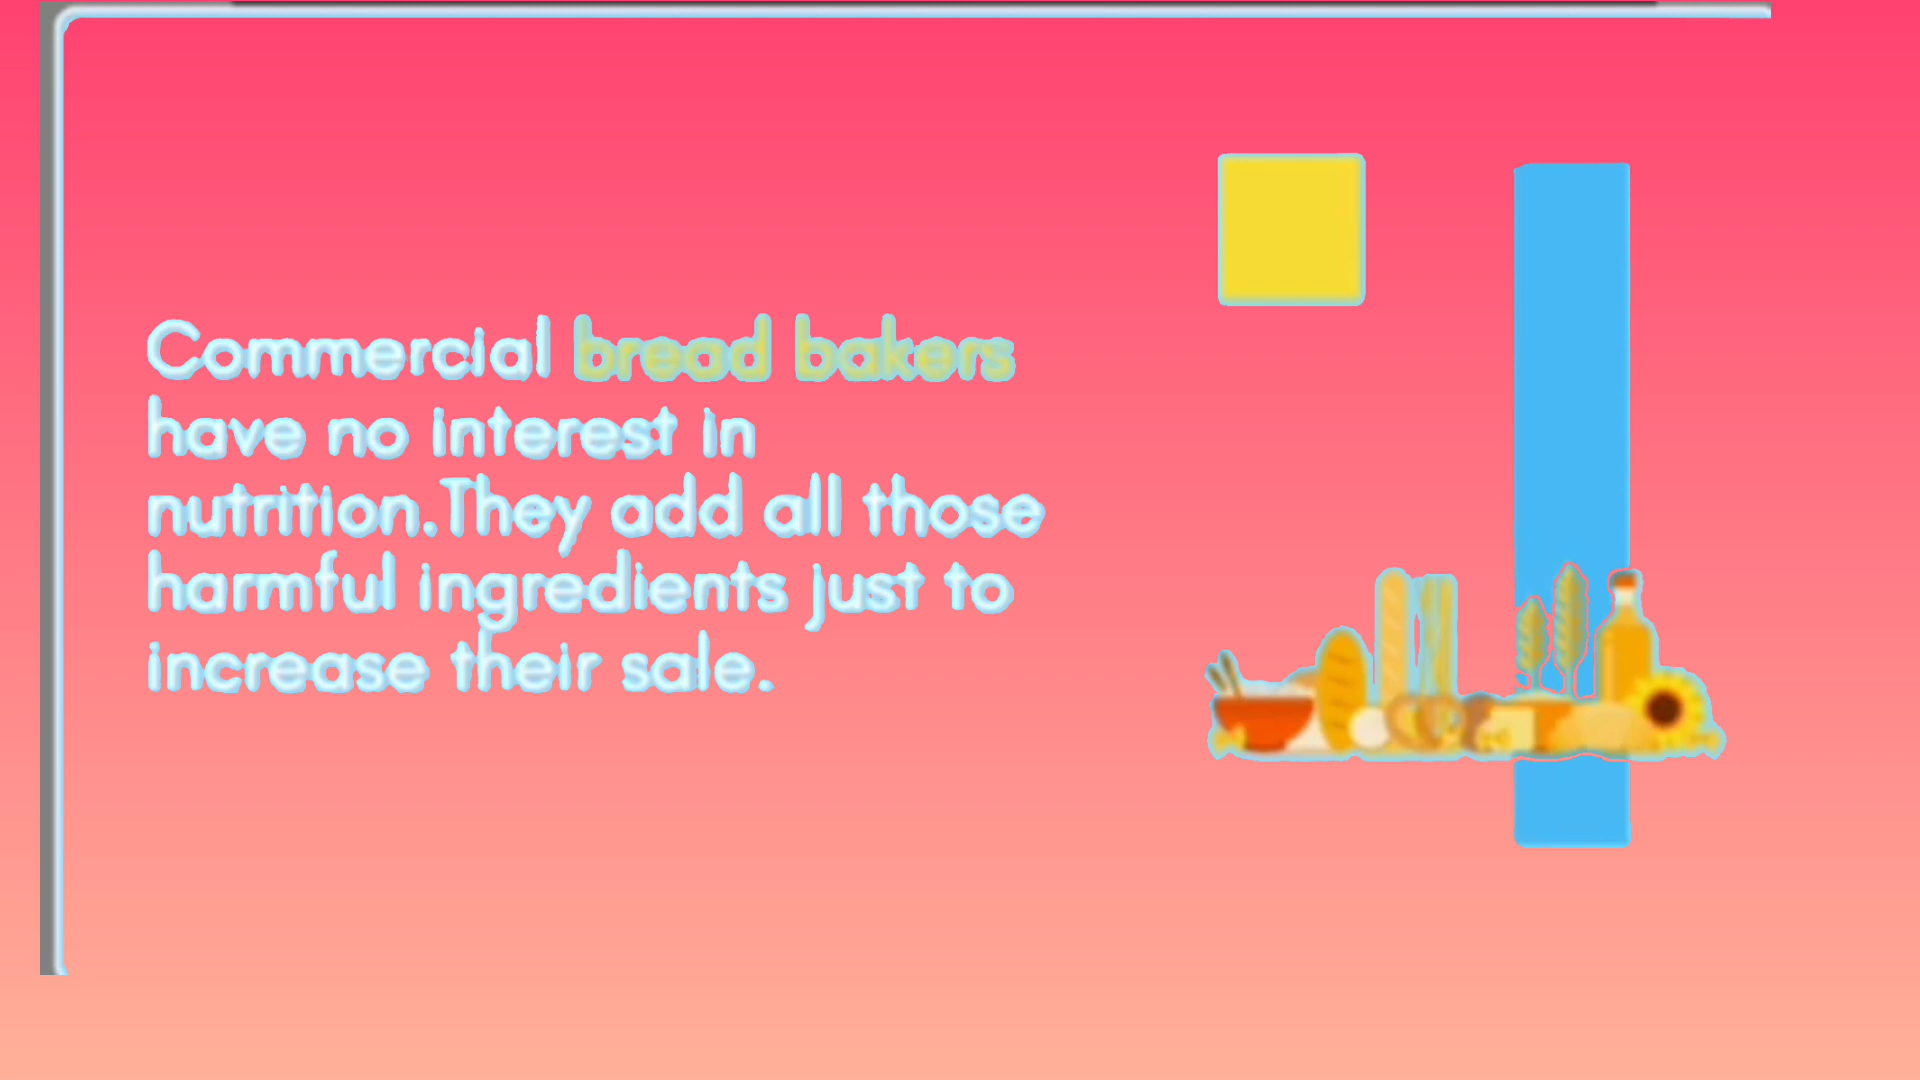 Commercial bread bakers
have no interest in
nutrition.They add all those
harmful ingredients just to
increase their sale.